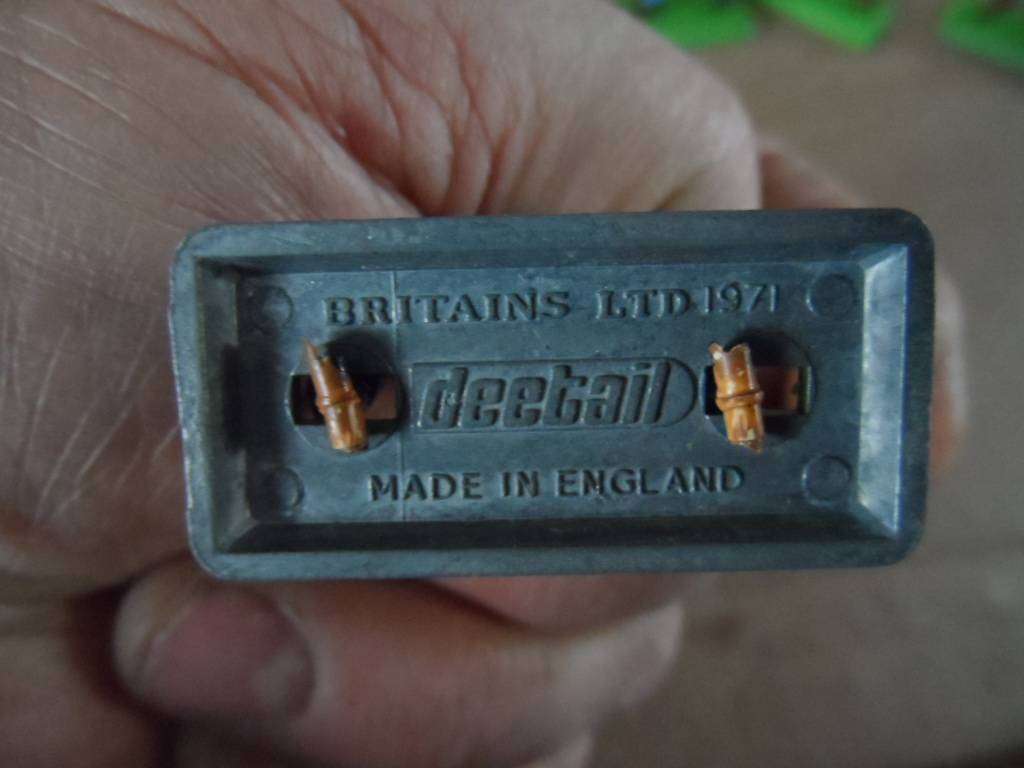 BRITAINS LTD 1971
deetail
MADE IN ENGLAND